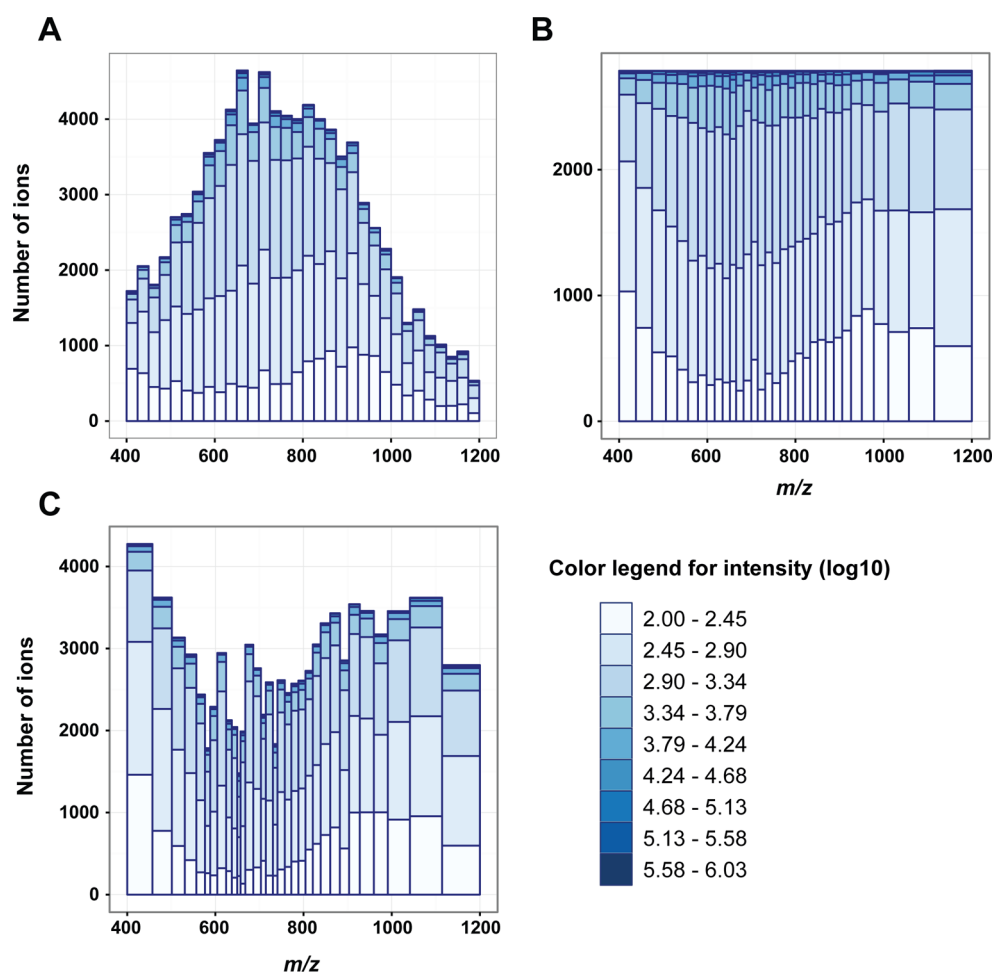 A
Number of ions
4000
3000
2000
1000
0
400
600
800
1000
1200
B
2000
1000
0
400
600
800
1000
1200
m/z
C
Number of ions
4000
3000
2000
1000
0
400
600
800
1000
1200
m/z
Color legend for intensity (log10)
2.00 - 2.45
2.45 - 2.90
2.90 - 3.34
3.34 - 3.79
3.79 - 4.24
4.24 - 4.68
4.68 - 5.13
5.13 - 5.58
5.58 - 6.03